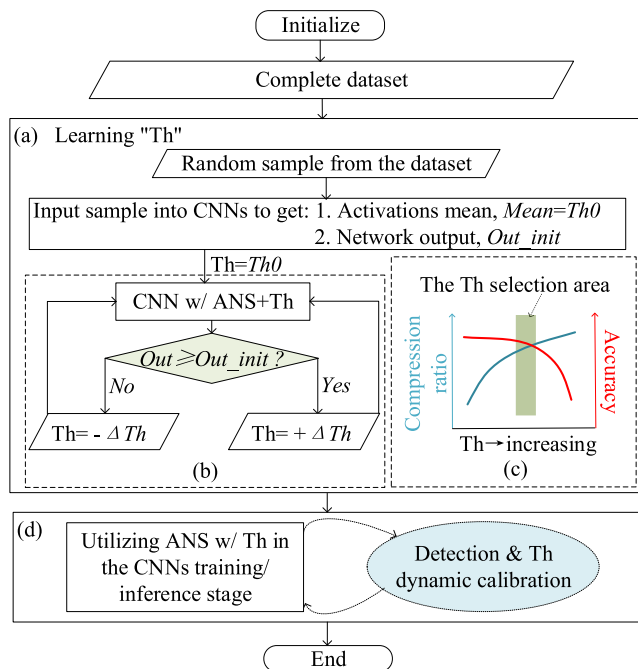 Initialize
Complete dataset
(a) Learning "Th"
Random sample from the dataset
Input sample into CNNs to get: 1. Activations mean, Mean=Th0
2. Network output, Out_init
Th=Th0
CNN w/ ANS+Th
Out⩾Out_init ?
No
Yes
Th= - Δ Th
Th= + Δ Th
(b)
The Th selection area
Compression
ratio
Accuracy
Th→increasing
(c)
(d)
Utilizing ANS w/ Th in
the CNNs training/
inference stage
Detection & Th
dynamic calibration
End